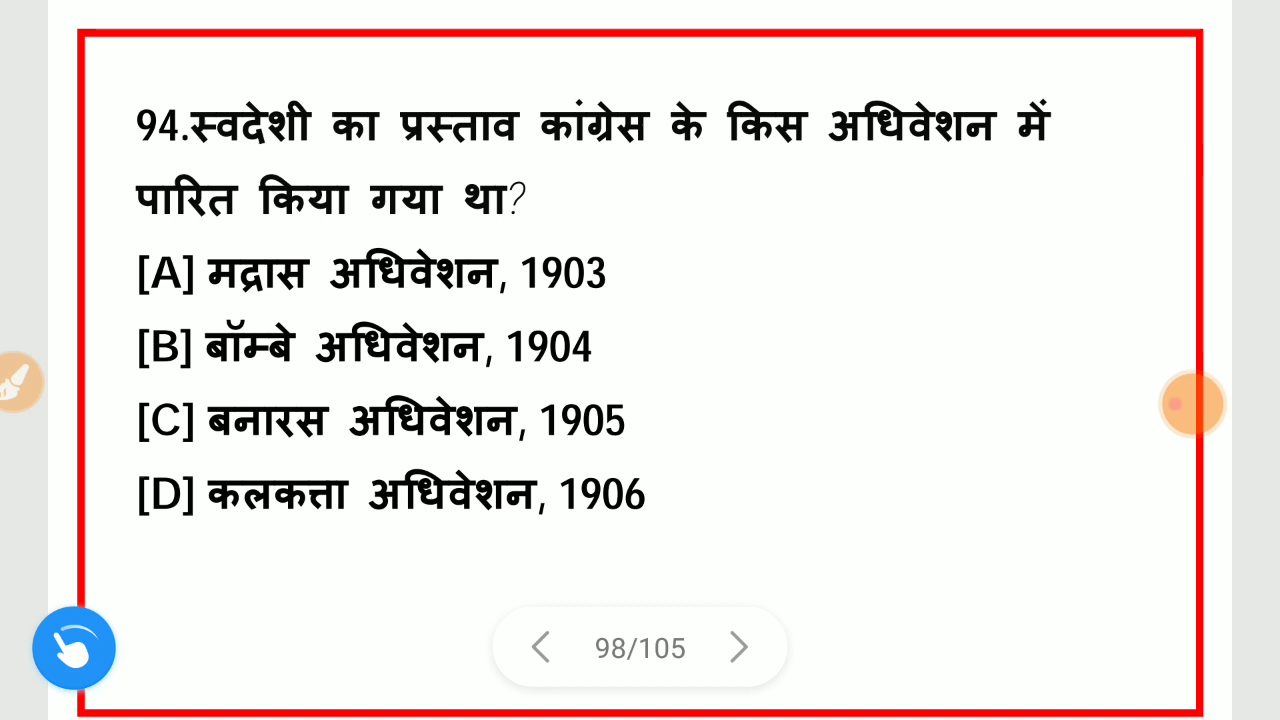 94.स्वदेशी का प्रस्ताव कांग्रेस के किस अधिवेशन में
पारित किया गया था?
[A] मद्रास अधिवेशन, 1903
[B] बॉम्बे अधिवेशन, 1904
[C] बनारस अधिवेशन, 1905
[D] कलकत्ता अधिवेशन, 1906
98/105